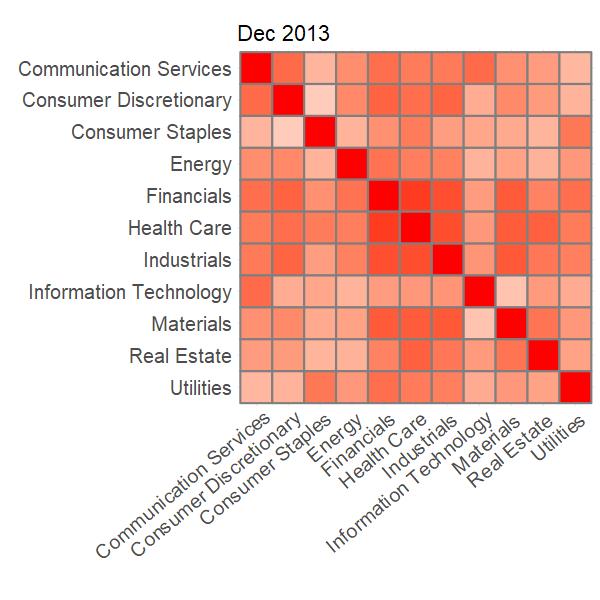 Dec 2013
Communication Services
Consumer Discretionary
Consumer Staples
Energy
Financials
Health Care
Industrials
Information Technology
Materials
Real Estate
Utilities
Communication Services
Consumer Discretionary
Consumer Staples
Energy
Financials
Health Care
Industrials
Information Technology
Materials
Real Estate
Utilities